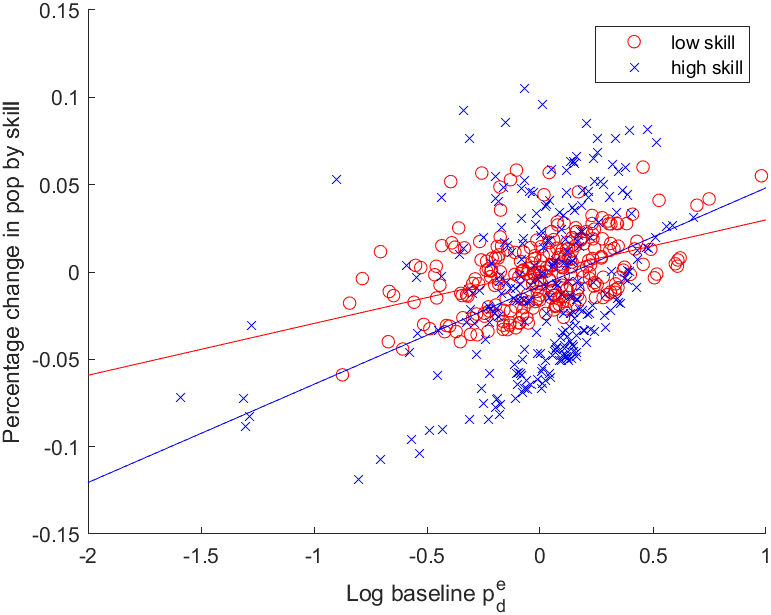 0.15
low skill
high skill
0.1
0.05
0
-0.05
-0.1
-0.15
Percentage change in pop by skill
-2 -1.5 -1 -0.5 0 0.5 1
Log baseline p_d^e